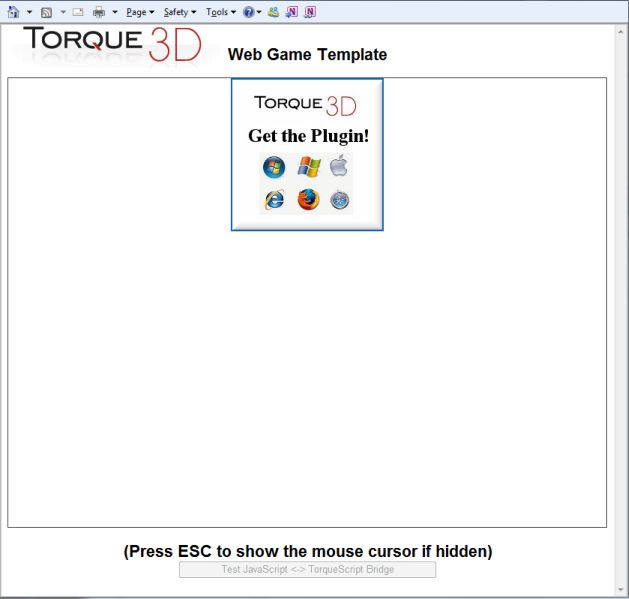 Page Safety Tools
TORQUE 3D Web Game Template
TORQUE 3D
Get the Plugin!
(Press ESC to show the mouse cursor if hidden)
Test JavaScript <-> TorqueScript Bridge